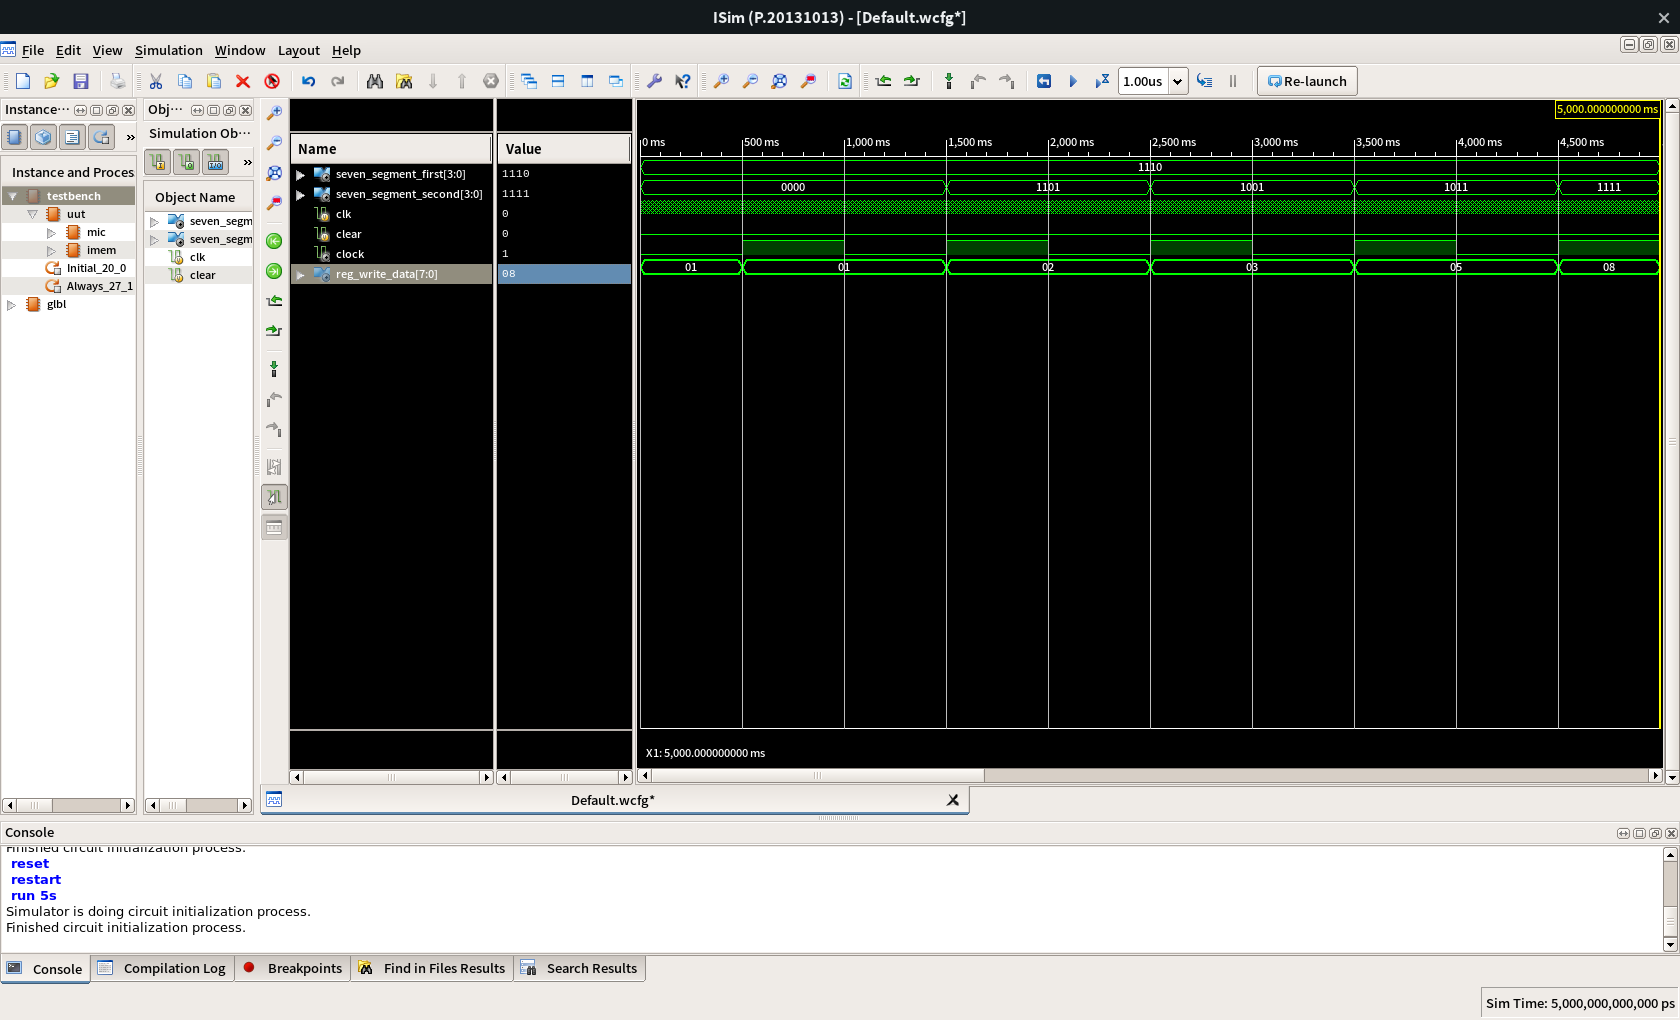 ISim (P.20131013) - [Default.wcfg*]
File Edit View Simulation Window Layout Help
1.00us Re-launch
Instance···
Obj···
Simulation Ob···
Instance and Proces
testbench
uut
mic
imem
Initial_20_0
Always_27_1
glbl
Object Name
seven_segm
seven_segm
clk
clear
Name Value
seven_segment_first[3:0] 1110
seven_segment_second[3:0] 1111
clk 0
clear 0
clock 1
reg_write_data[7:0] 08
5,000.000000000 ms
0 ms 500 ms 1,000 ms 1,500 ms 2,000 ms 2,500 ms 3,000 ms 3,500 ms 4,000 ms 4,500 ms
1110
0000 1101 1001 1011 1111
01 01 02 03 05 08
X1: 5,000.000000000 ms
Default.wcfg*
Console
Finished circuit initialization process.
reset
restart
run 5s
Simulator is doing circuit initialization process.
Finished circuit initialization process.
Console Compilation Log Breakpoints Find in Files Results Search Results
Sim Time: 5,000,000,000,000 ps